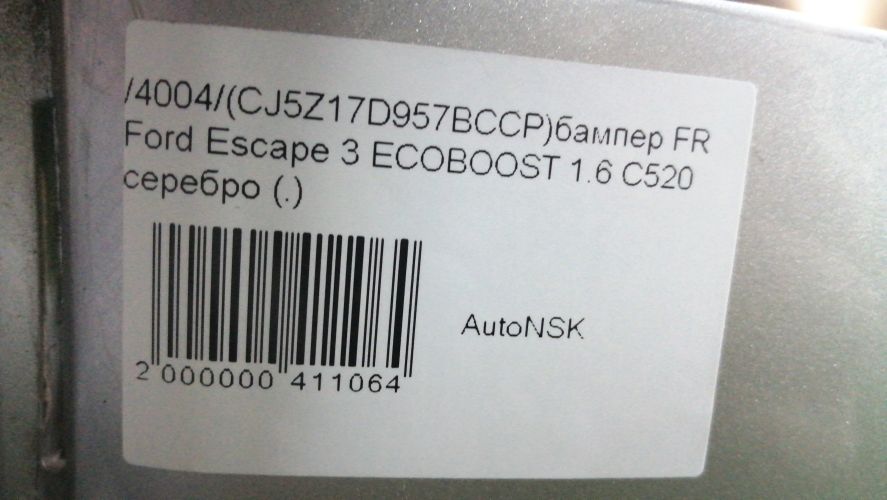 /4004/(CJ5Z17D957BCCP)бампер FR
Ford Escape 3 ECOBOOST 1.6 C520
серебро (.)
AutoNSK
2 000000 411064